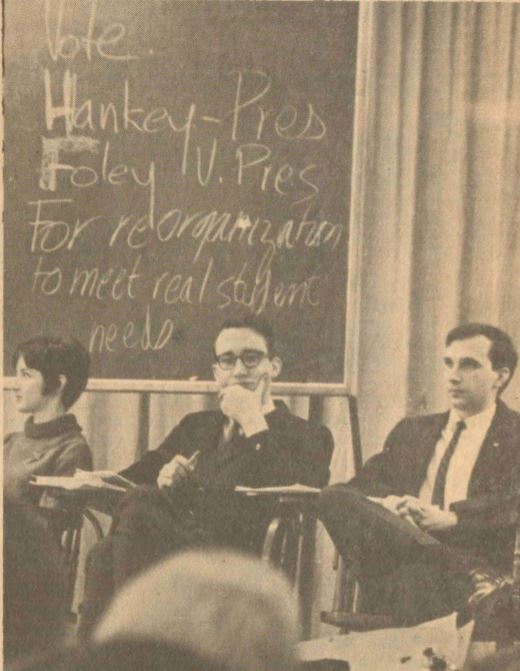 Vote
Hankey-Pres
Foley V. Pres
For reorganization
to meet real student
needs